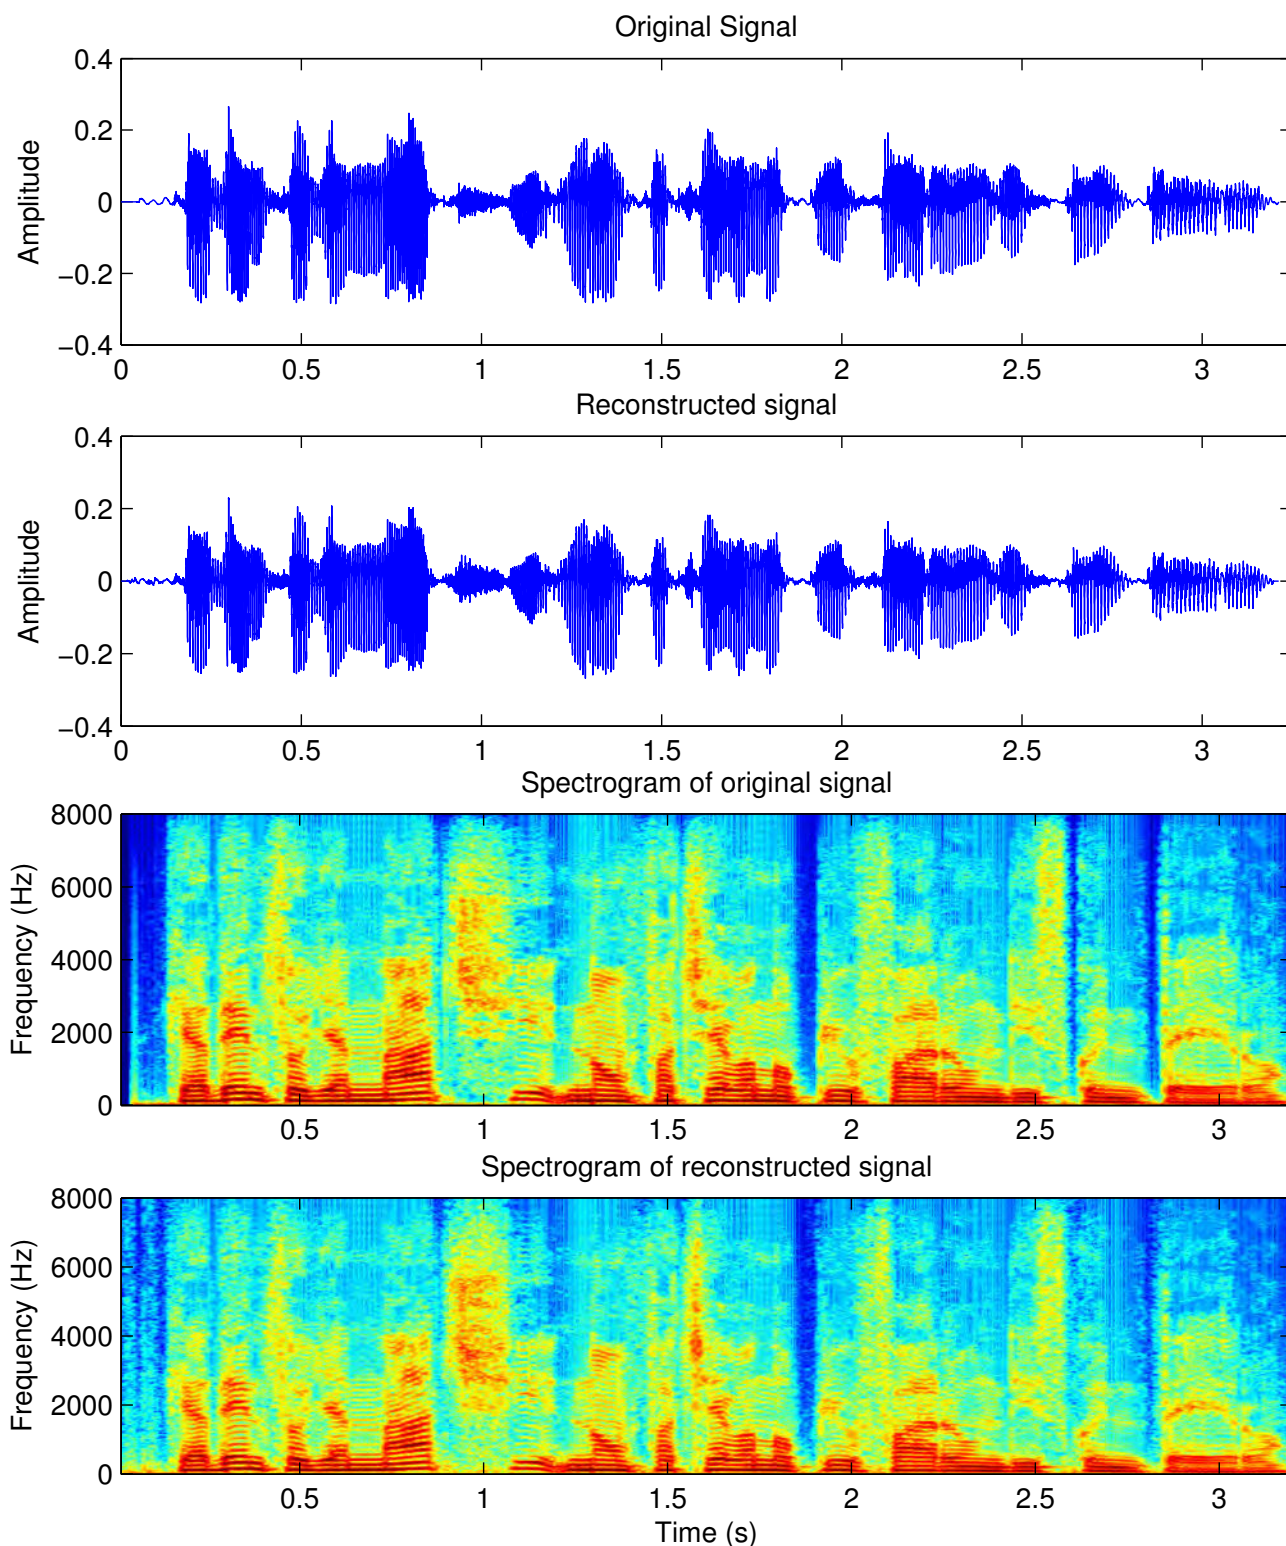 Original Signal
0.4
0.2
0
−0.2
−0.4
Amplitude
0 0.5 1 1.5 2 2.5 3
Reconstructed signal
0.4
0.2
0
−0.2
−0.4
Amplitude
0 0.5 1 1.5 2 2.5 3
Spectrogram of original signal
8000
6000
4000
2000
0
Frequency (Hz)
0.5 1 1.5 2 2.5 3
Spectrogram of reconstructed signal
8000
6000
4000
2000
0
Frequency (Hz)
0.5 1 1.5 2 2.5 3
Time (s)